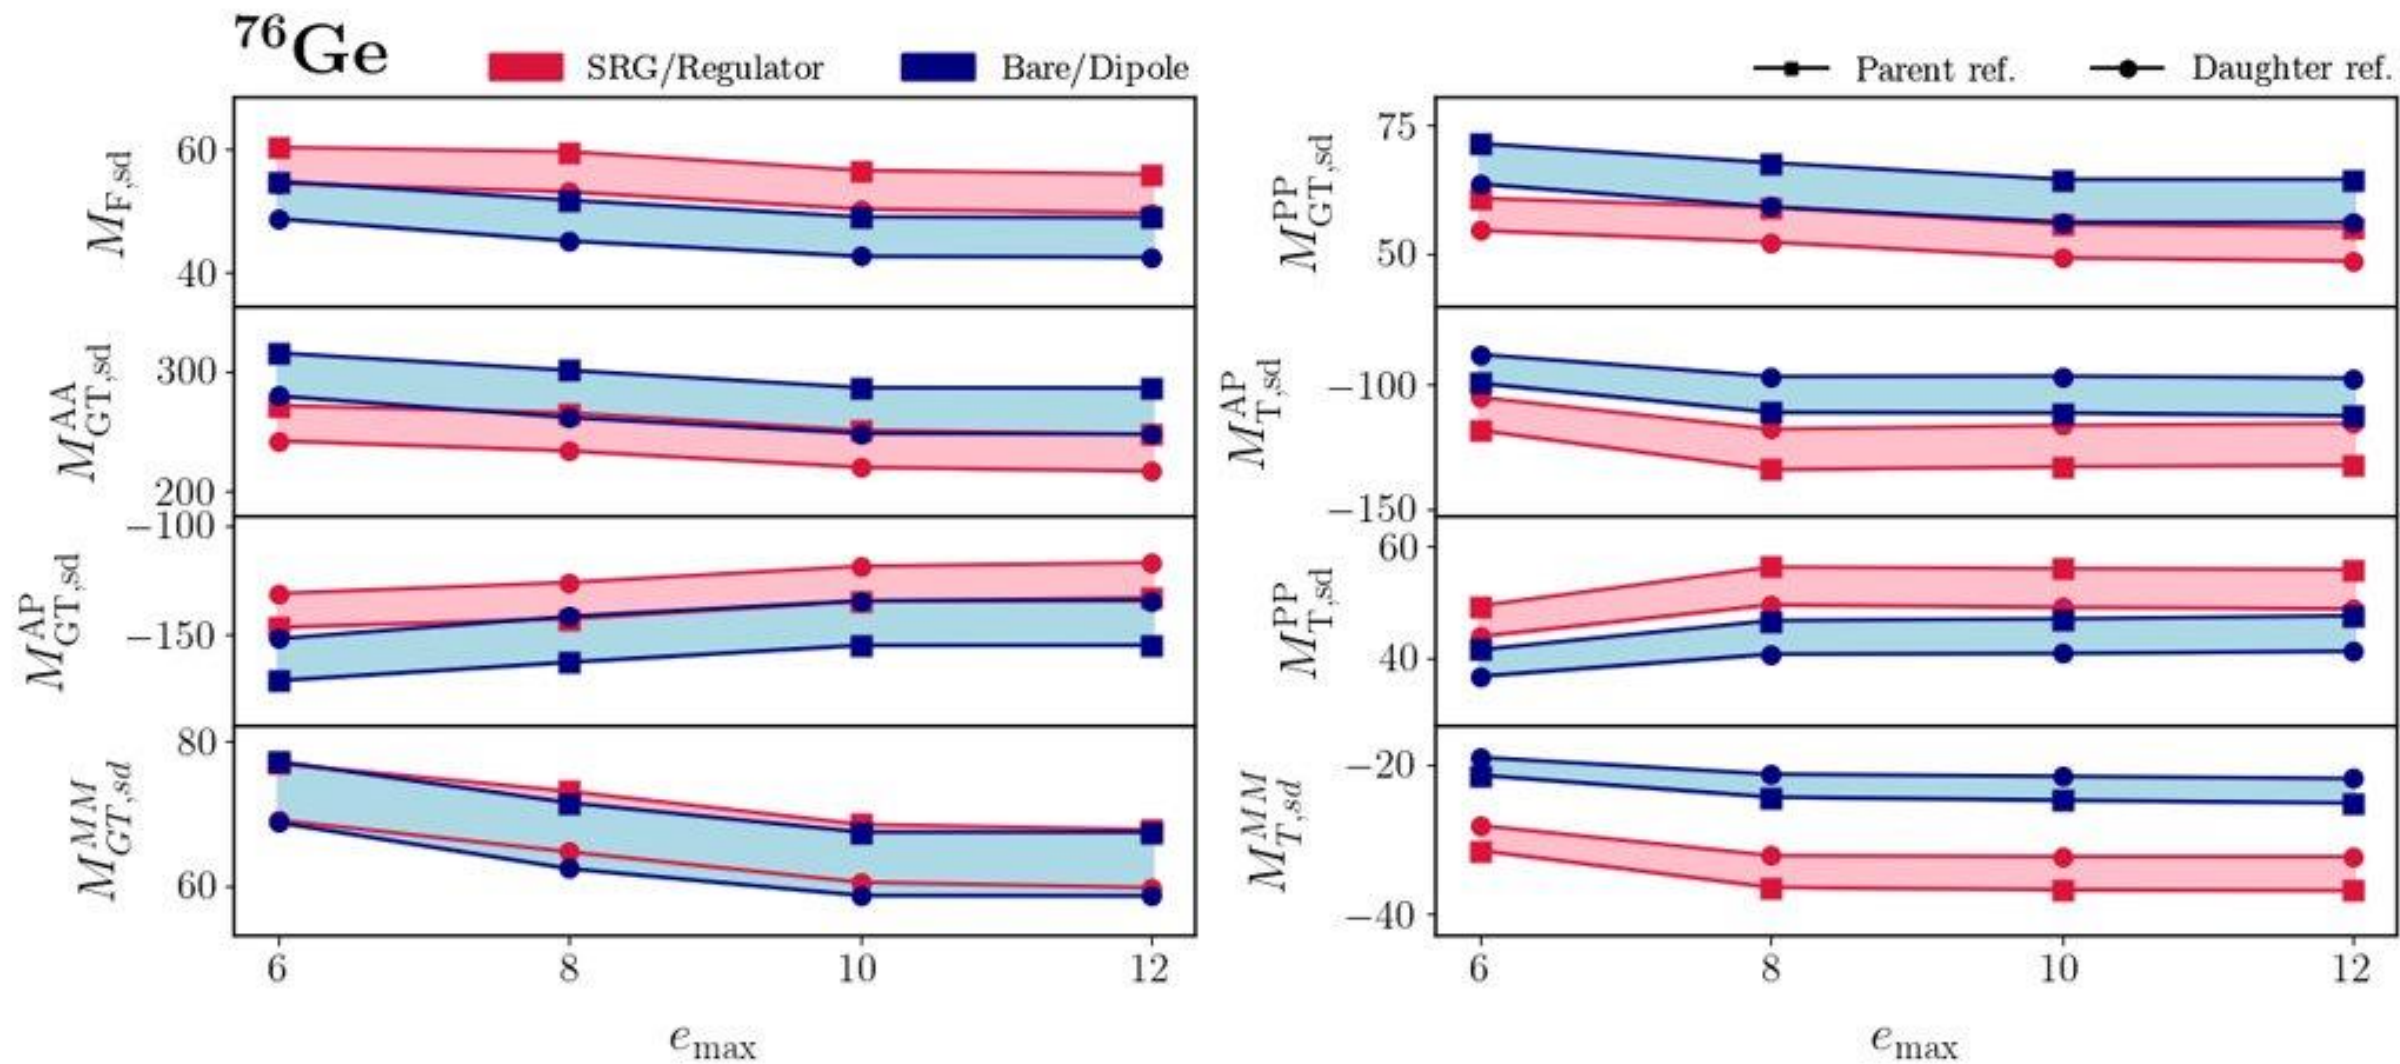 ⁷⁶Ge
SRG/Regulator Bare/Dipole Parent ref. Daughter ref.
M_F,sd
60
40
M^AA_GT,sd
300
200
M^AP_GT,sd
−100
−150
M^MM_GT,sd
80
60
6 8 10 12
e_max
M^PP_GT,sd
75
50
M^AP_T,sd
−100
−150
M^PP_T,sd
60
40
M^MM_T,sd
−20
−40
6 8 10 12
e_max